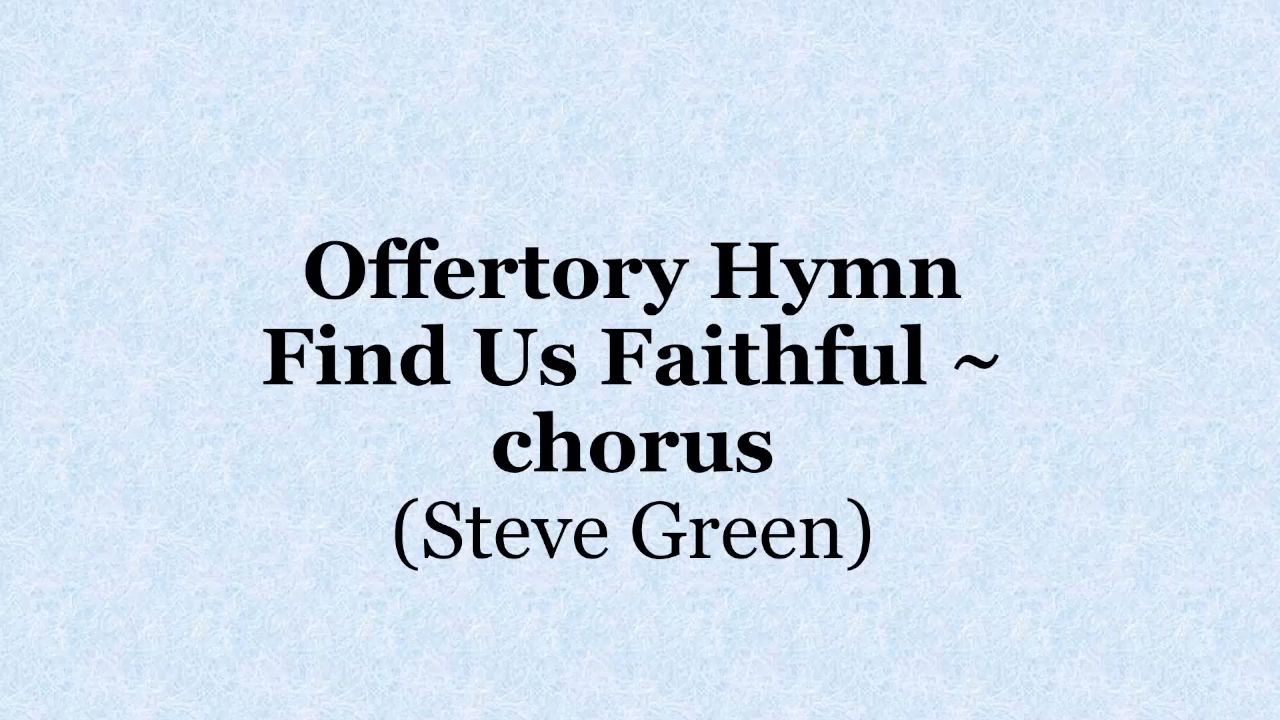 Offertory Hymn
Find Us Faithful ~
chorus
(Steve Green)